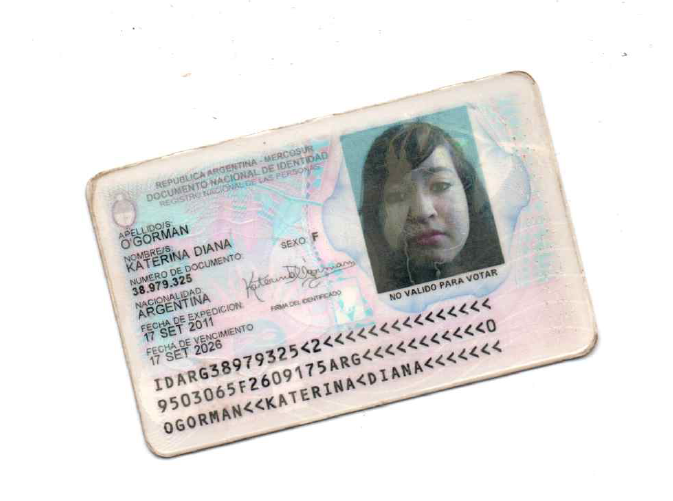 REPUBLICA ARGENTINA - MERCOSUR
DOCUMENTO NACIONAL DE IDENTIDAD
REGISTRO NACIONAL DE LAS PERSONAS
APELLIDO/S
O'GORMAN
NOMBRE/S
KATERINA DIANA
SEXO: F
NUMERO DE DOCUMENTO
38.979.325
NACIONALIDAD
ARGENTINA
FECHA DE EXPEDICION:
17 SET 2011
FECHA DE VENCIMIENTO
17 SET 2026
Katerina O'gorman
FIRMA DEL IDENTIFICADO
NO VALIDO PARA VOTAR
IDARG38979325<2<<<<<<<<<<<<<<<
9503065F2609175ARG<<<<<<<<<<<0
OGORMAN<<KATERINA<DIANA<<<<<<<